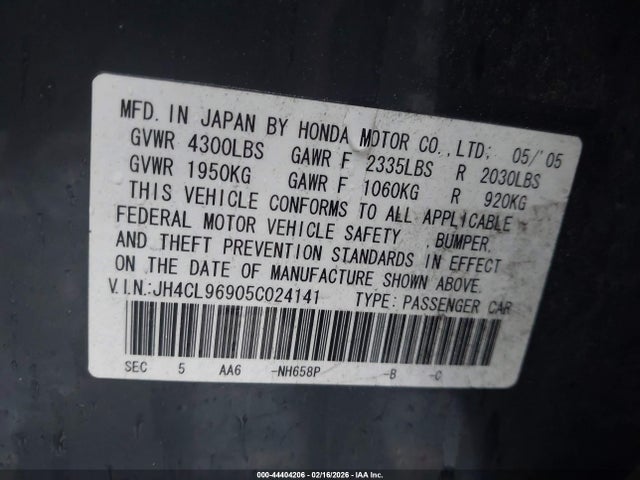 MFD. IN JAPAN BY HONDA MOTOR CO., LTD; 05/'05
GVWR 4300LBS GAWR F 2335LBS R 2030LBS
GVWR 1950KG GAWR F 1060KG R 920KG
THIS VEHICLE CONFORMS TO ALL APPLICABLE
FEDERAL MOTOR VEHICLE SAFETY , BUMPER,
AND THEFT PREVENTION STANDARDS IN EFFECT
ON THE DATE OF MANUFACTURE SHOWN ABOVE.
V.I.N.:JH4CL96905C024141 TYPE: PASSENGER CAR
SEC 5 AA6 -NH658P -B -C
000-44404206 - 02/16/2026 - © IAA Inc.